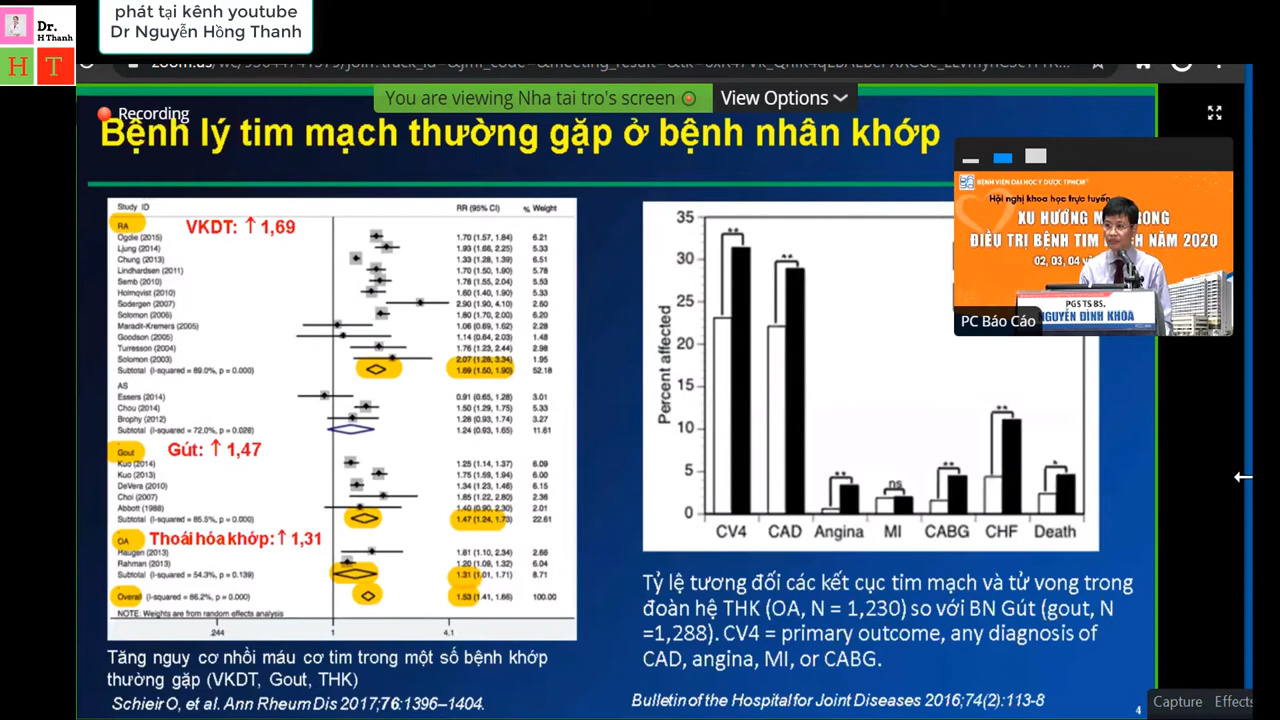 phát tại kênh youtube
Dr Nguyễn Hồng Thanh
Dr.
H Thanh
H T
You are viewing Nha tai tro's screen
View Options
Recording
Bệnh lý tim mạch thường gặp ở bệnh nhân khớp
Study ID RR (95% CI) % Weight
RA
VKDT: ↑ 1,69
Ogdie (2015) 1.70 (1.57, 1.84) 6.21
Ljung (2014) 1.93 (1.66, 2.25) 5.33
Chung (2013) 1.33 (1.28, 1.39) 6.51
Lindhardsen (2011) 1.70 (1.50, 1.90) 5.78
Semb (2010) 1.78 (1.55, 2.04) 5.53
Holmqvist (2010) 1.60 (1.40, 1.90) 5.33
Sodergen (2007) 2.90 (1.90, 4.10) 2.60
Solomon (2006) 1.80 (1.70, 2.00) 6.20
Maradit-Kremers (2005) 1.06 (0.69, 1.62) 2.28
Goodson (2005) 1.14 (0.64, 2.03) 1.48
Turresson (2004) 1.76 (2.23, 2.44) 2.98
Solomon (2003) 2.07 (1.28, 3.34) 1.95
Subtotal (I-squared = 89.0%, p = 0.000) 1.69 (1.50, 1.90) 52.18
AS
Essers (2014) 0.91 (0.65, 1.28) 3.01
Chou (2014) 1.50 (1.29, 1.75) 5.33
Brophy (2012) 1.28 (0.93, 1.74) 3.27
Subtotal (I-squared = 72.0%, p = 0.028) 1.24 (0.93, 1.65) 11.61
Gout
Gút: ↑ 1,47
Kuo (2014) 1.25 (1.14, 1.37) 6.09
Kuo (2013) 1.75 (1.59, 1.94) 6.00
DeVera (2010) 1.34 (1.23, 1.46) 6.15
Choi (2007) 1.85 (1.22, 2.80) 2.36
Abbott (1988) 1.40 (0.90, 2.30) 2.01
Subtotal (I-squared = 85.5%, p = 0.000) 1.47 (1.24, 1.73) 22.61
OA
Thoái hóa khớp: ↑ 1,31
Haugen (2013) 1.61 (1.10, 2.34) 2.66
Rahman (2013) 1.20 (1.09, 1.32) 6.04
Subtotal (I-squared = 54.3%, p = 0.139) 1.31 (1.01, 1.71) 8.71
Overall (I-squared = 86.2%, p = 0.000) 1.53 (1.41, 1.66) 100.00
NOTE: Weights are from random effects analysis
.244 1 4.1
Tăng nguy cơ nhồi máu cơ tim trong một số bệnh khớp
thường gặp (VKDT, Gout, THK)
Schieir O, et al. Ann Rheum Dis 2017;76:1396–1404.
Percent affected
35
30
25
20
15
10
5
0
** ** ** ns ** ** *
CV4 CAD Angina MI CABG CHF Death
Tỷ lệ tương đối các kết cục tim mạch và tử vong trong
đoàn hệ THK (OA, N = 1,230) so với BN Gút (gout, N
=1,288). CV4 = primary outcome, any diagnosis of
CAD, angina, MI, or CABG.
Bulletin of the Hospital for Joint Diseases 2016;74(2):113-8
4
BỆNH VIỆN ĐẠI HỌC Y DƯỢC TPHCM
Hội nghị khoa học trực tuyến
XU HƯỚNG M
ĐIỀU TRỊ BỆNH TIM MẠCH NĂM 2020
02, 03, 04
PGS TS BS.
NGUYỄN ĐÌNH KHOA
PC Báo Cáo
Capture Effects